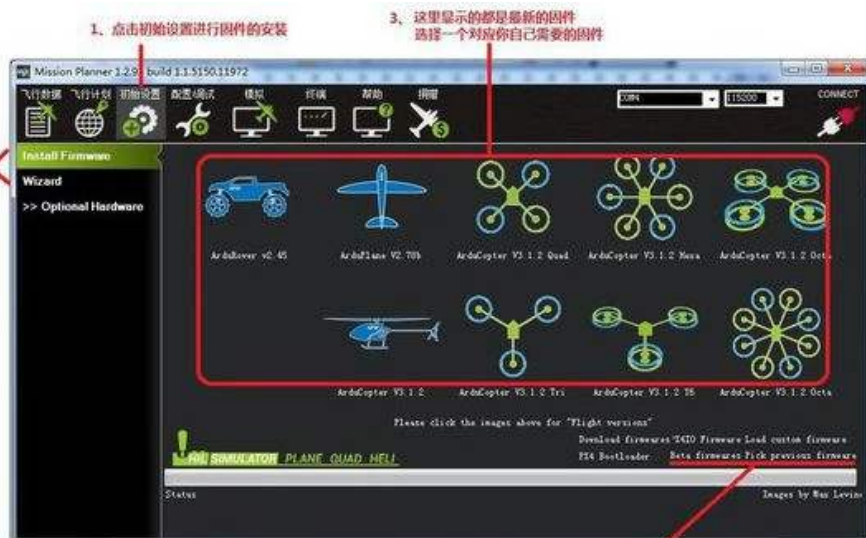 1、点击初始设置进行固件的安装
3、这里显示的都是最新的固件
选择一个对应你自己需要的固件
Mission Planner 1.2.9 build 1.1.5150.11972
飞行数据 飞行计划 初始设置 配置/调试 模拟 终端 帮助 捐赠
COM4 115200 CONNECT
Install Firmware
Wizard
>> Optional Hardware
ArduRover v2.45 ArduPlane V2.78b ArduCopter V3.1.2 Quad ArduCopter V3.1.2 Hexa ArduCopter V3.1.2 Octa
ArduCopter V3.1.2 ArduCopter V3.1.2 Tri ArduCopter V3.1.2 Y6 ArduCopter V3.1.2 Octa
Please click the images above for "Flight versions"
Download firmwares Firmware Load custom firmware
PX4 Bootloader Beta firmwares Pick previous firmware
HIL SIMULATOR PLANE QUAD HELI
Status
Images by Max Levine